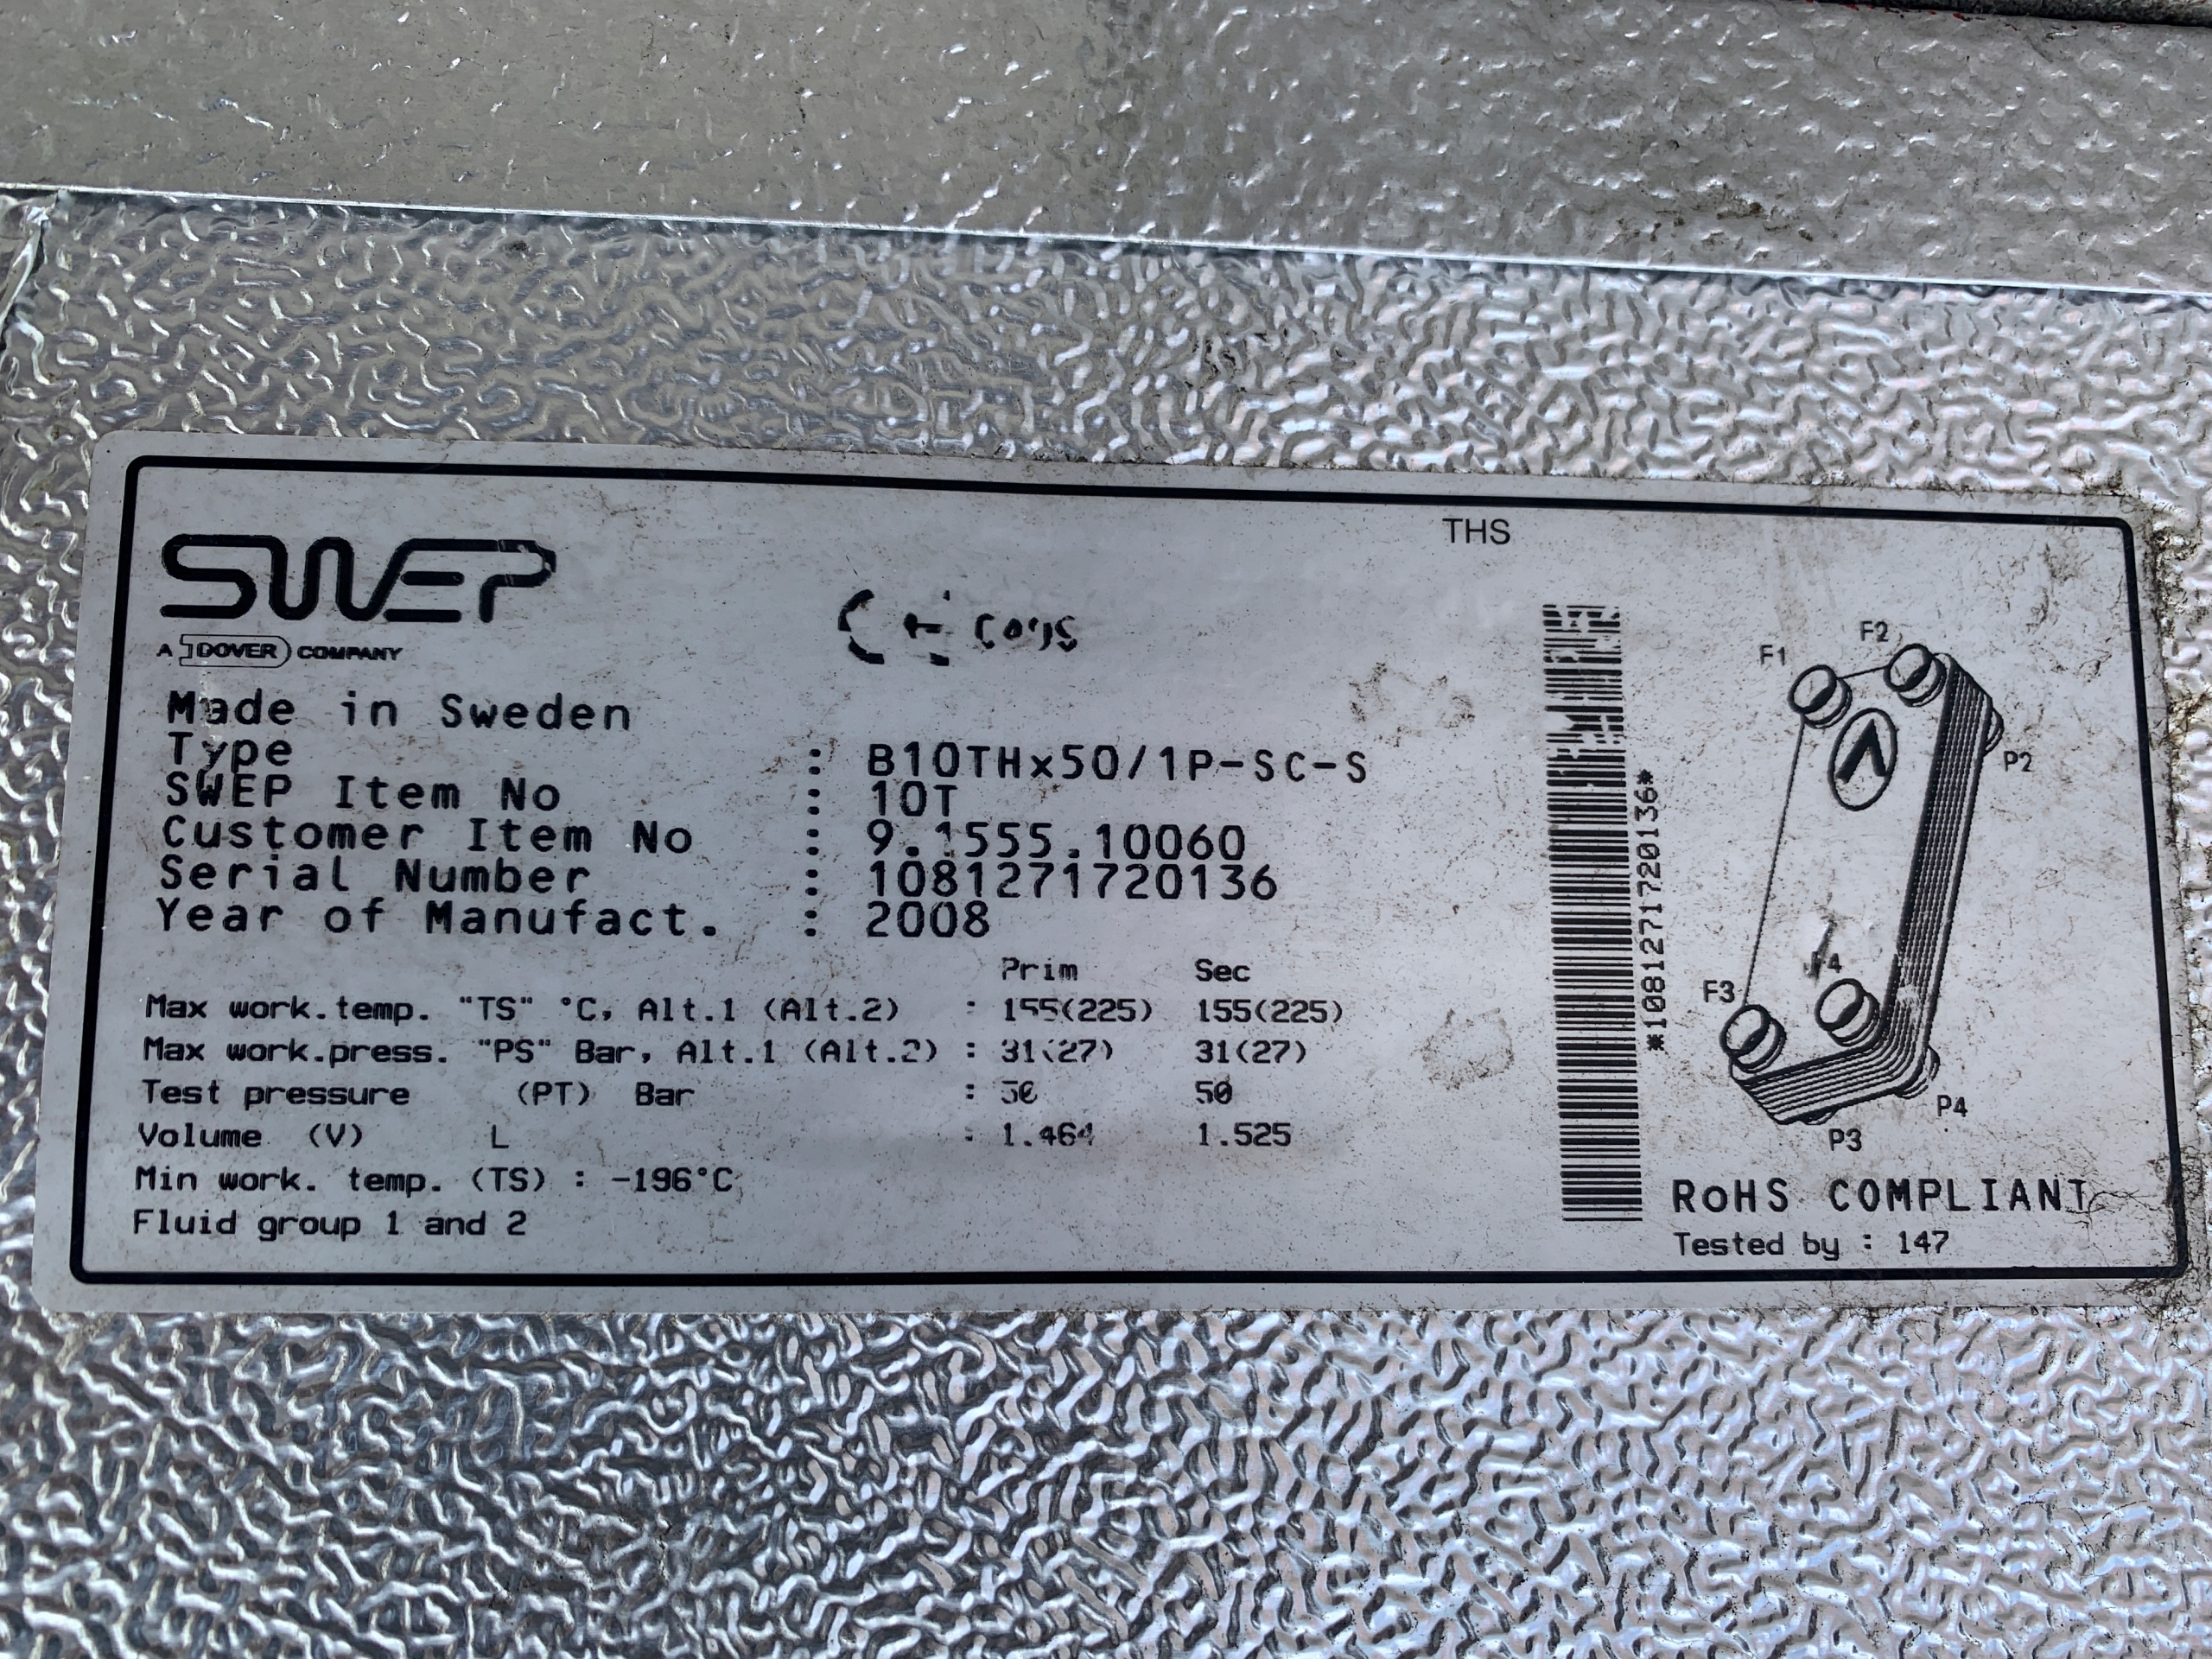 THS
SWEP
A DOVER COMPANY
CE
Made in Sweden
Type : B10THx50/1P-SC-S
SWEP Item No : 10T
Customer Item No : 9.1555.10060
Serial Number : 1081271720136
Year of Manufact. : 2008
Prim Sec
Max work.temp. "TS" °C, Alt.1 (Alt.2) : 155(225) 155(225)
Max work.press. "PS" Bar, Alt.1 (Alt.2) : 31(27) 31(27)
Test pressure (PT) Bar : 50 50
Volume (V) L : 1.464 1.525
Min work. temp. (TS) : -196°C
Fluid group 1 and 2
*1081271720136*
F1
F2
P2
F3
P4
P3
RoHS COMPLIANT
Tested by : 147